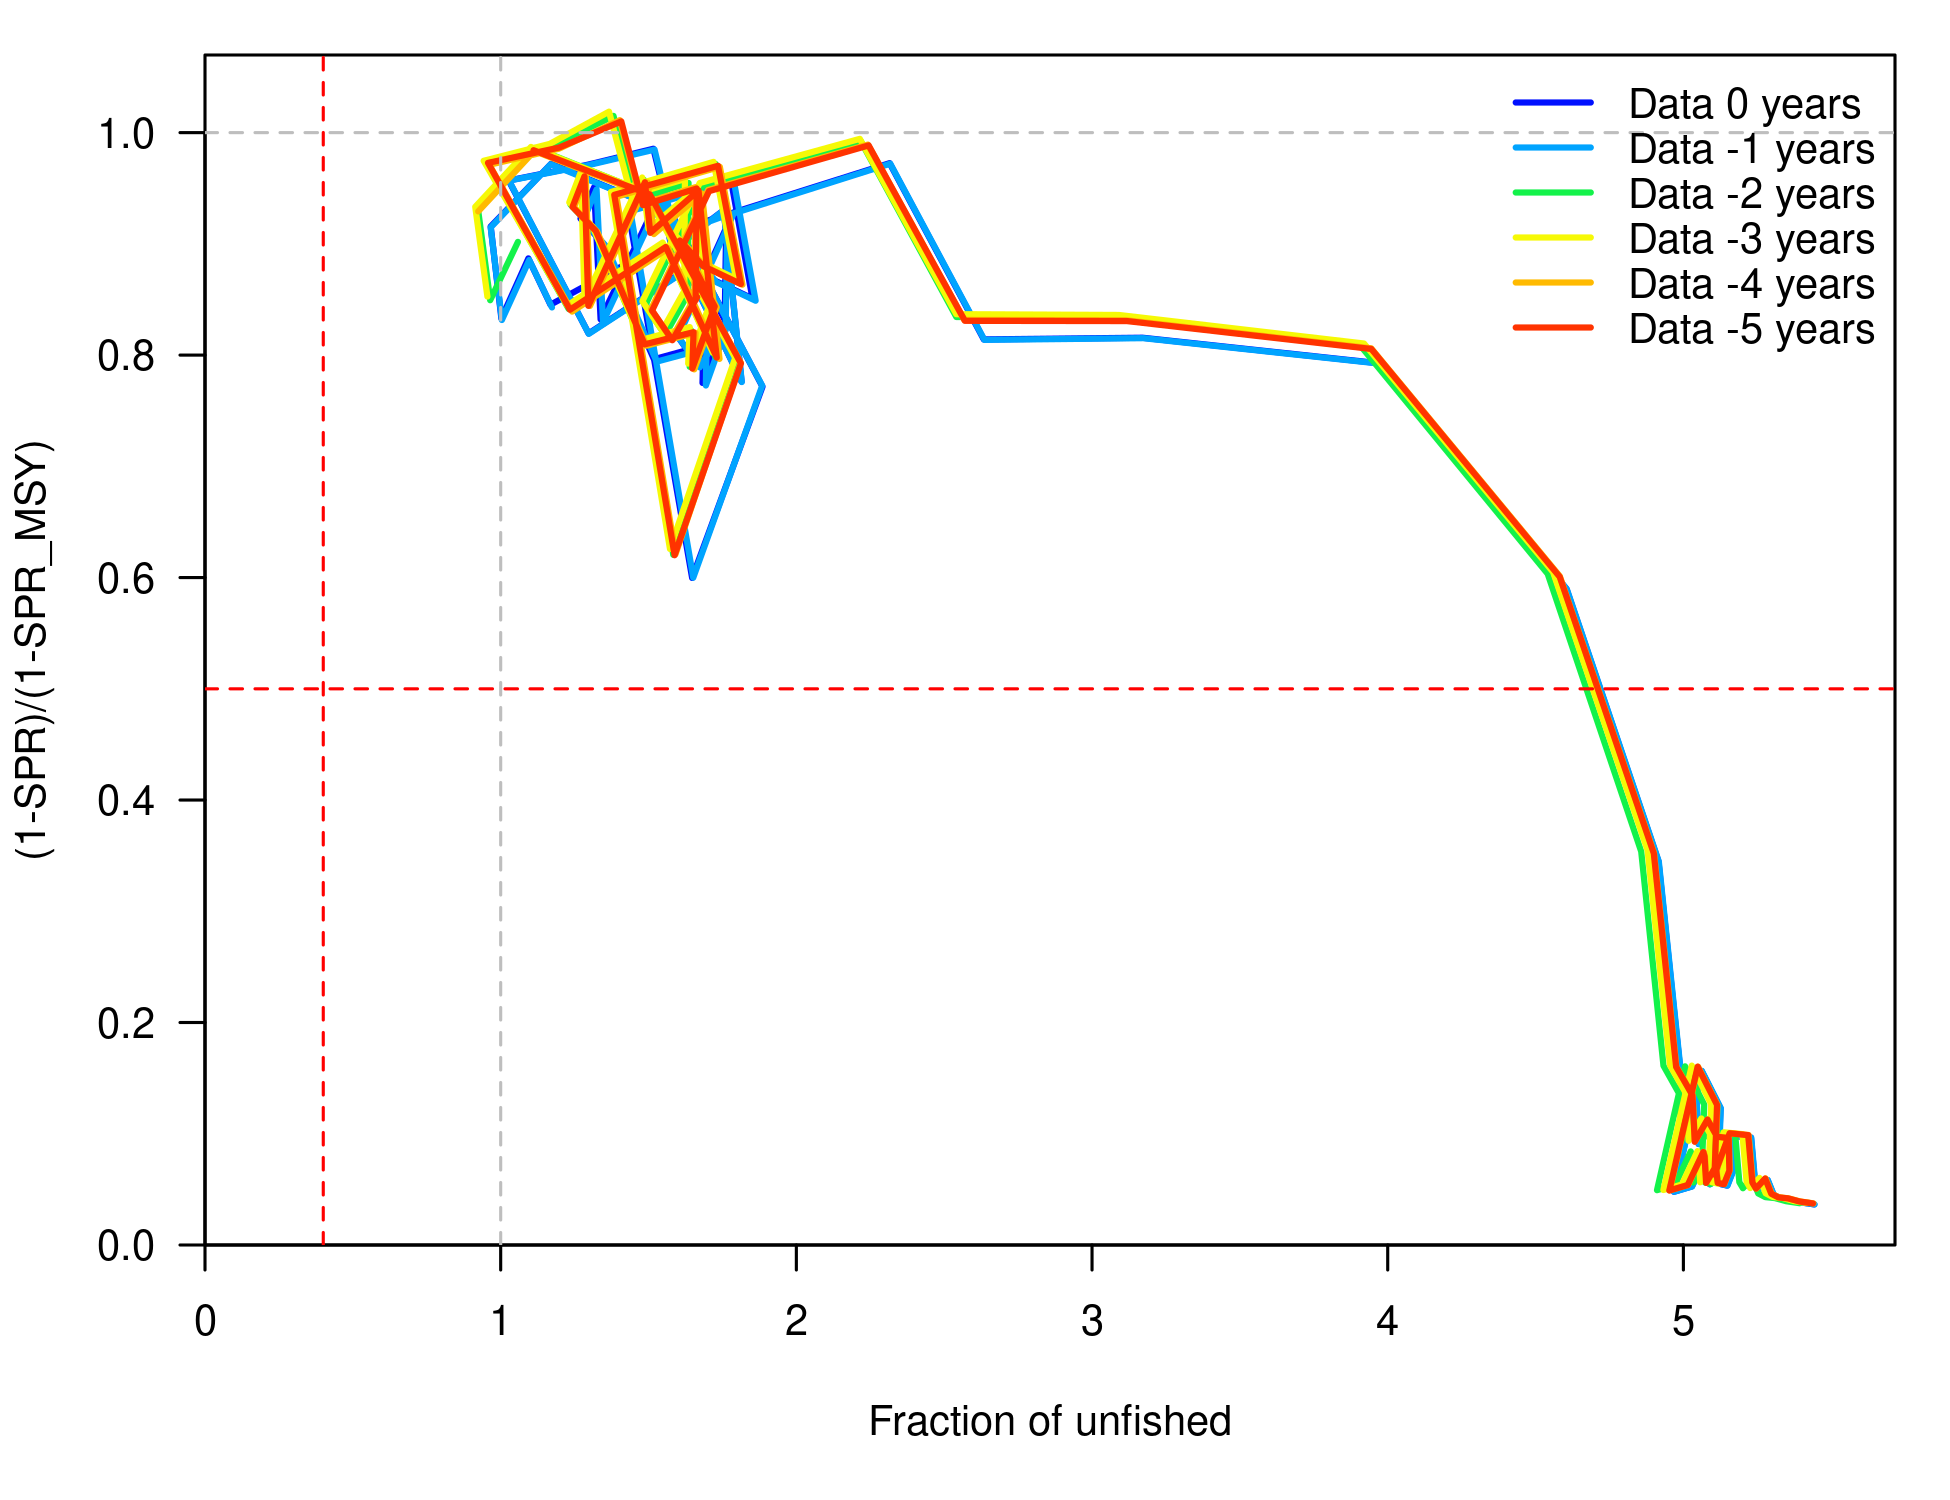 Data 0 years
Data -1 years
Data -2 years
Data -3 years
Data -4 years
Data -5 years
1.0
0.8
0.6
0.4
0.2
0.0
(1-SPR)/(1-SPR_MSY)
0 1 2 3 4 5
Fraction of unfished